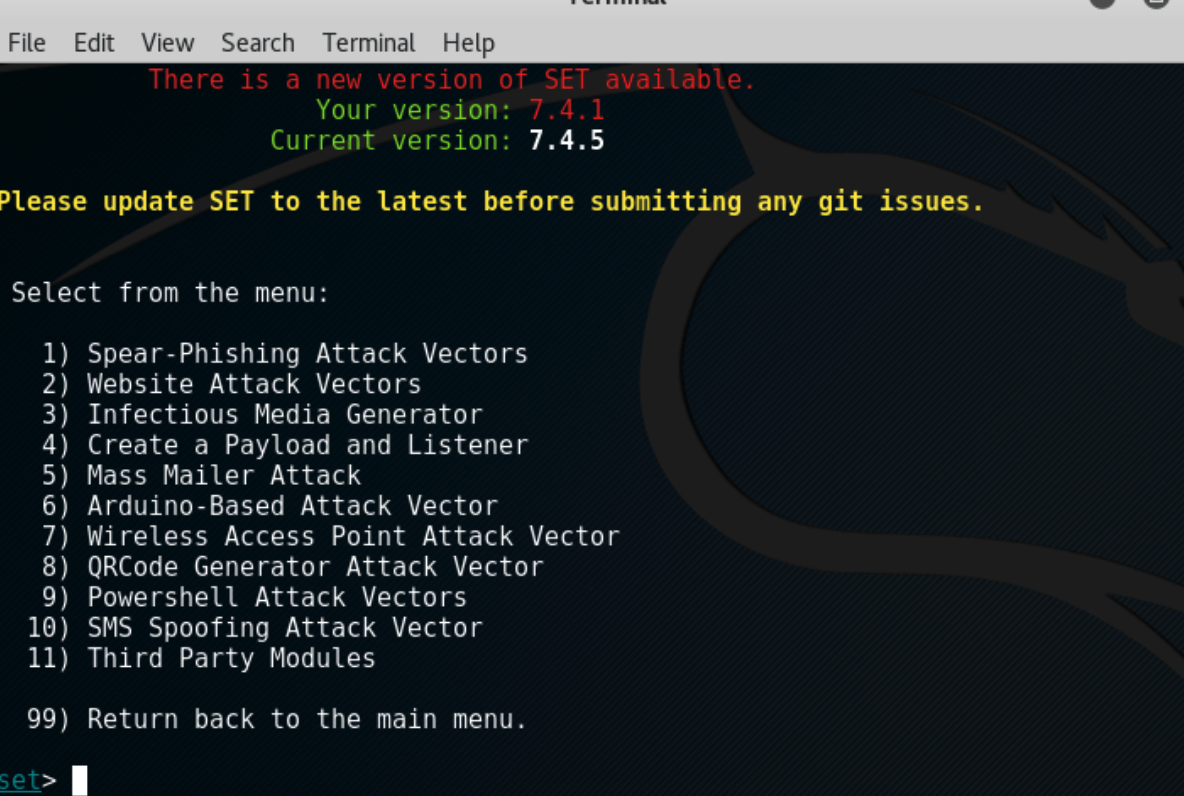 Terminal
File Edit View Search Terminal Help
There is a new version of SET available.
Your version: 7.4.1
Current version: 7.4.5
Please update SET to the latest before submitting any git issues.
Select from the menu:
1) Spear-Phishing Attack Vectors
2) Website Attack Vectors
3) Infectious Media Generator
4) Create a Payload and Listener
5) Mass Mailer Attack
6) Arduino-Based Attack Vector
7) Wireless Access Point Attack Vector
8) QRCode Generator Attack Vector
9) Powershell Attack Vectors
10) SMS Spoofing Attack Vector
11) Third Party Modules
99) Return back to the main menu.
set>